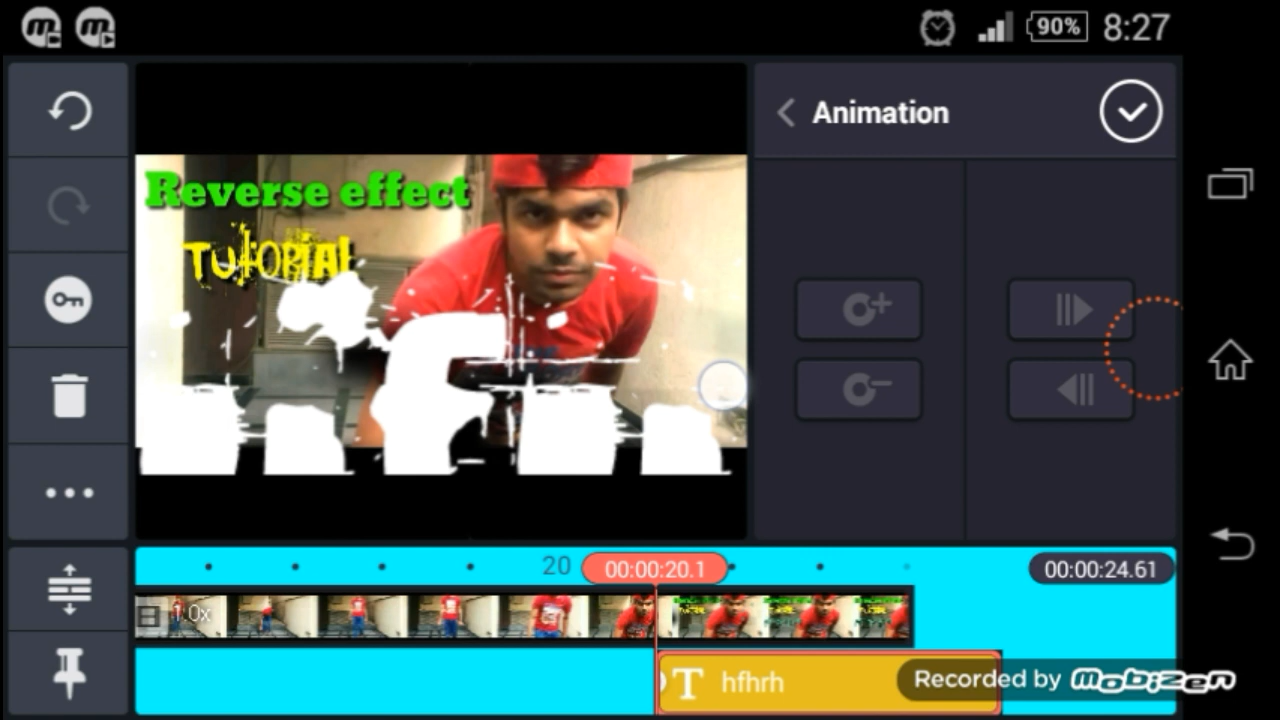 90% 8:27
Animation
Reverse effect
TUTORIAL
20 00:00:20.1 00:00:24.61
1.0x
T hfhrh
Recorded by mobizen